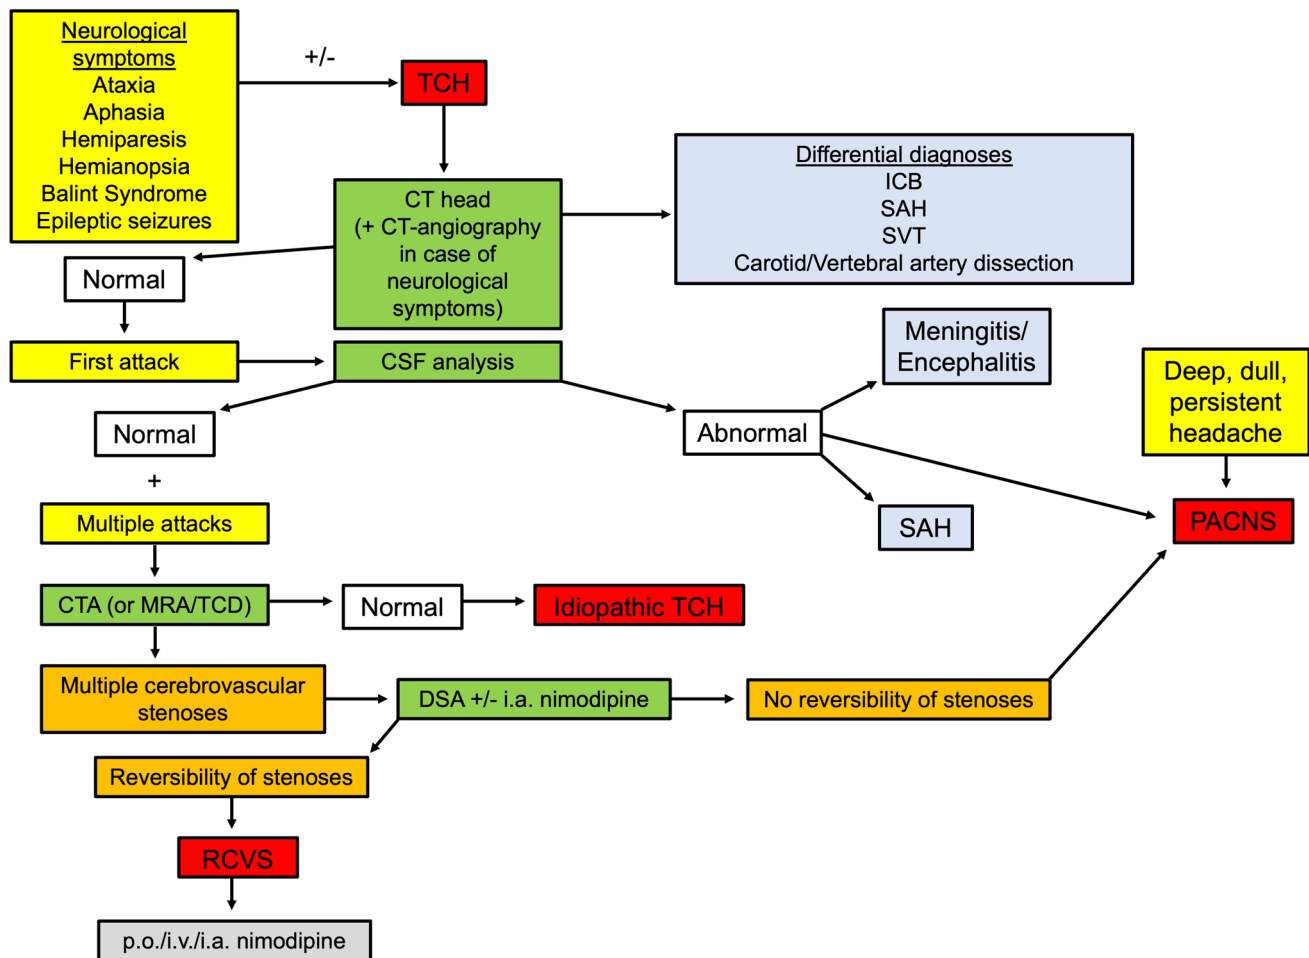 Neurological
symptoms
Ataxia
Aphasia
Hemiparesis
Hemianopsia
Balint Syndrome
Epileptic seizures
+/-
TCH
CT head
(+ CT-angiography
in case of
neurological
symptoms)
Differential diagnoses
ICB
SAH
SVT
Carotid/Vertebral artery dissection
Normal
First attack
CSF analysis
Meningitis/
Encephalitis
Deep, dull,
persistent
headache
Normal
Abnormal
+
Multiple attacks
SAH
PACNS
CTA (or MRA/TCD)
Normal
Idiopathic TCH
Multiple cerebrovascular
stenoses
DSA +/- i.a. nimodipine
No reversibility of stenoses
Reversibility of stenoses
RCVS
p.o./i.v./i.a. nimodipine